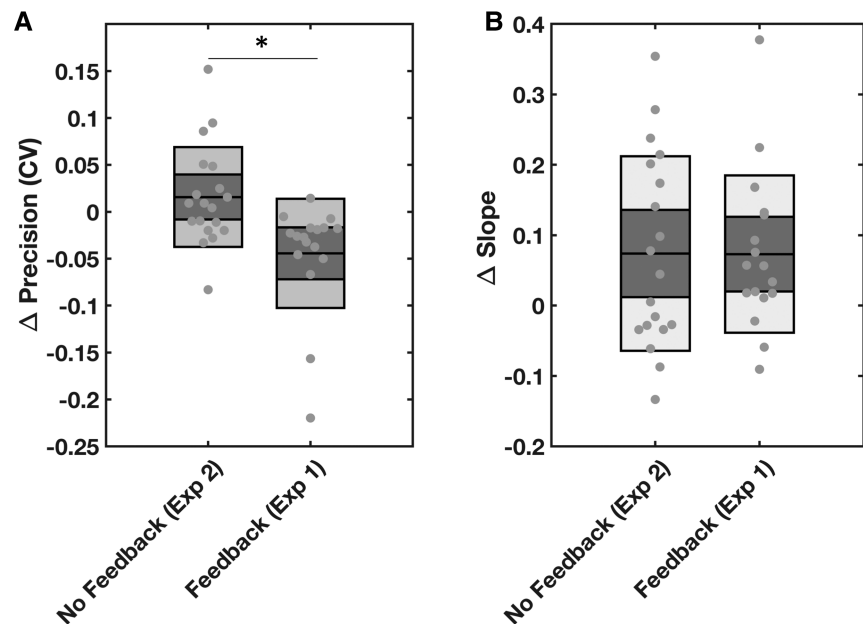 A
*
Δ Precision (CV)
0.15
0.1
0.05
0
-0.05
-0.1
-0.15
-0.2
-0.25
No Feedback (Exp 2)
Feedback (Exp 1)
B
Δ Slope
0.4
0.4
0.3
0.2
0.1
0
-0.1
-0.2
No Feedback (Exp 2)
Feedback (Exp 1)